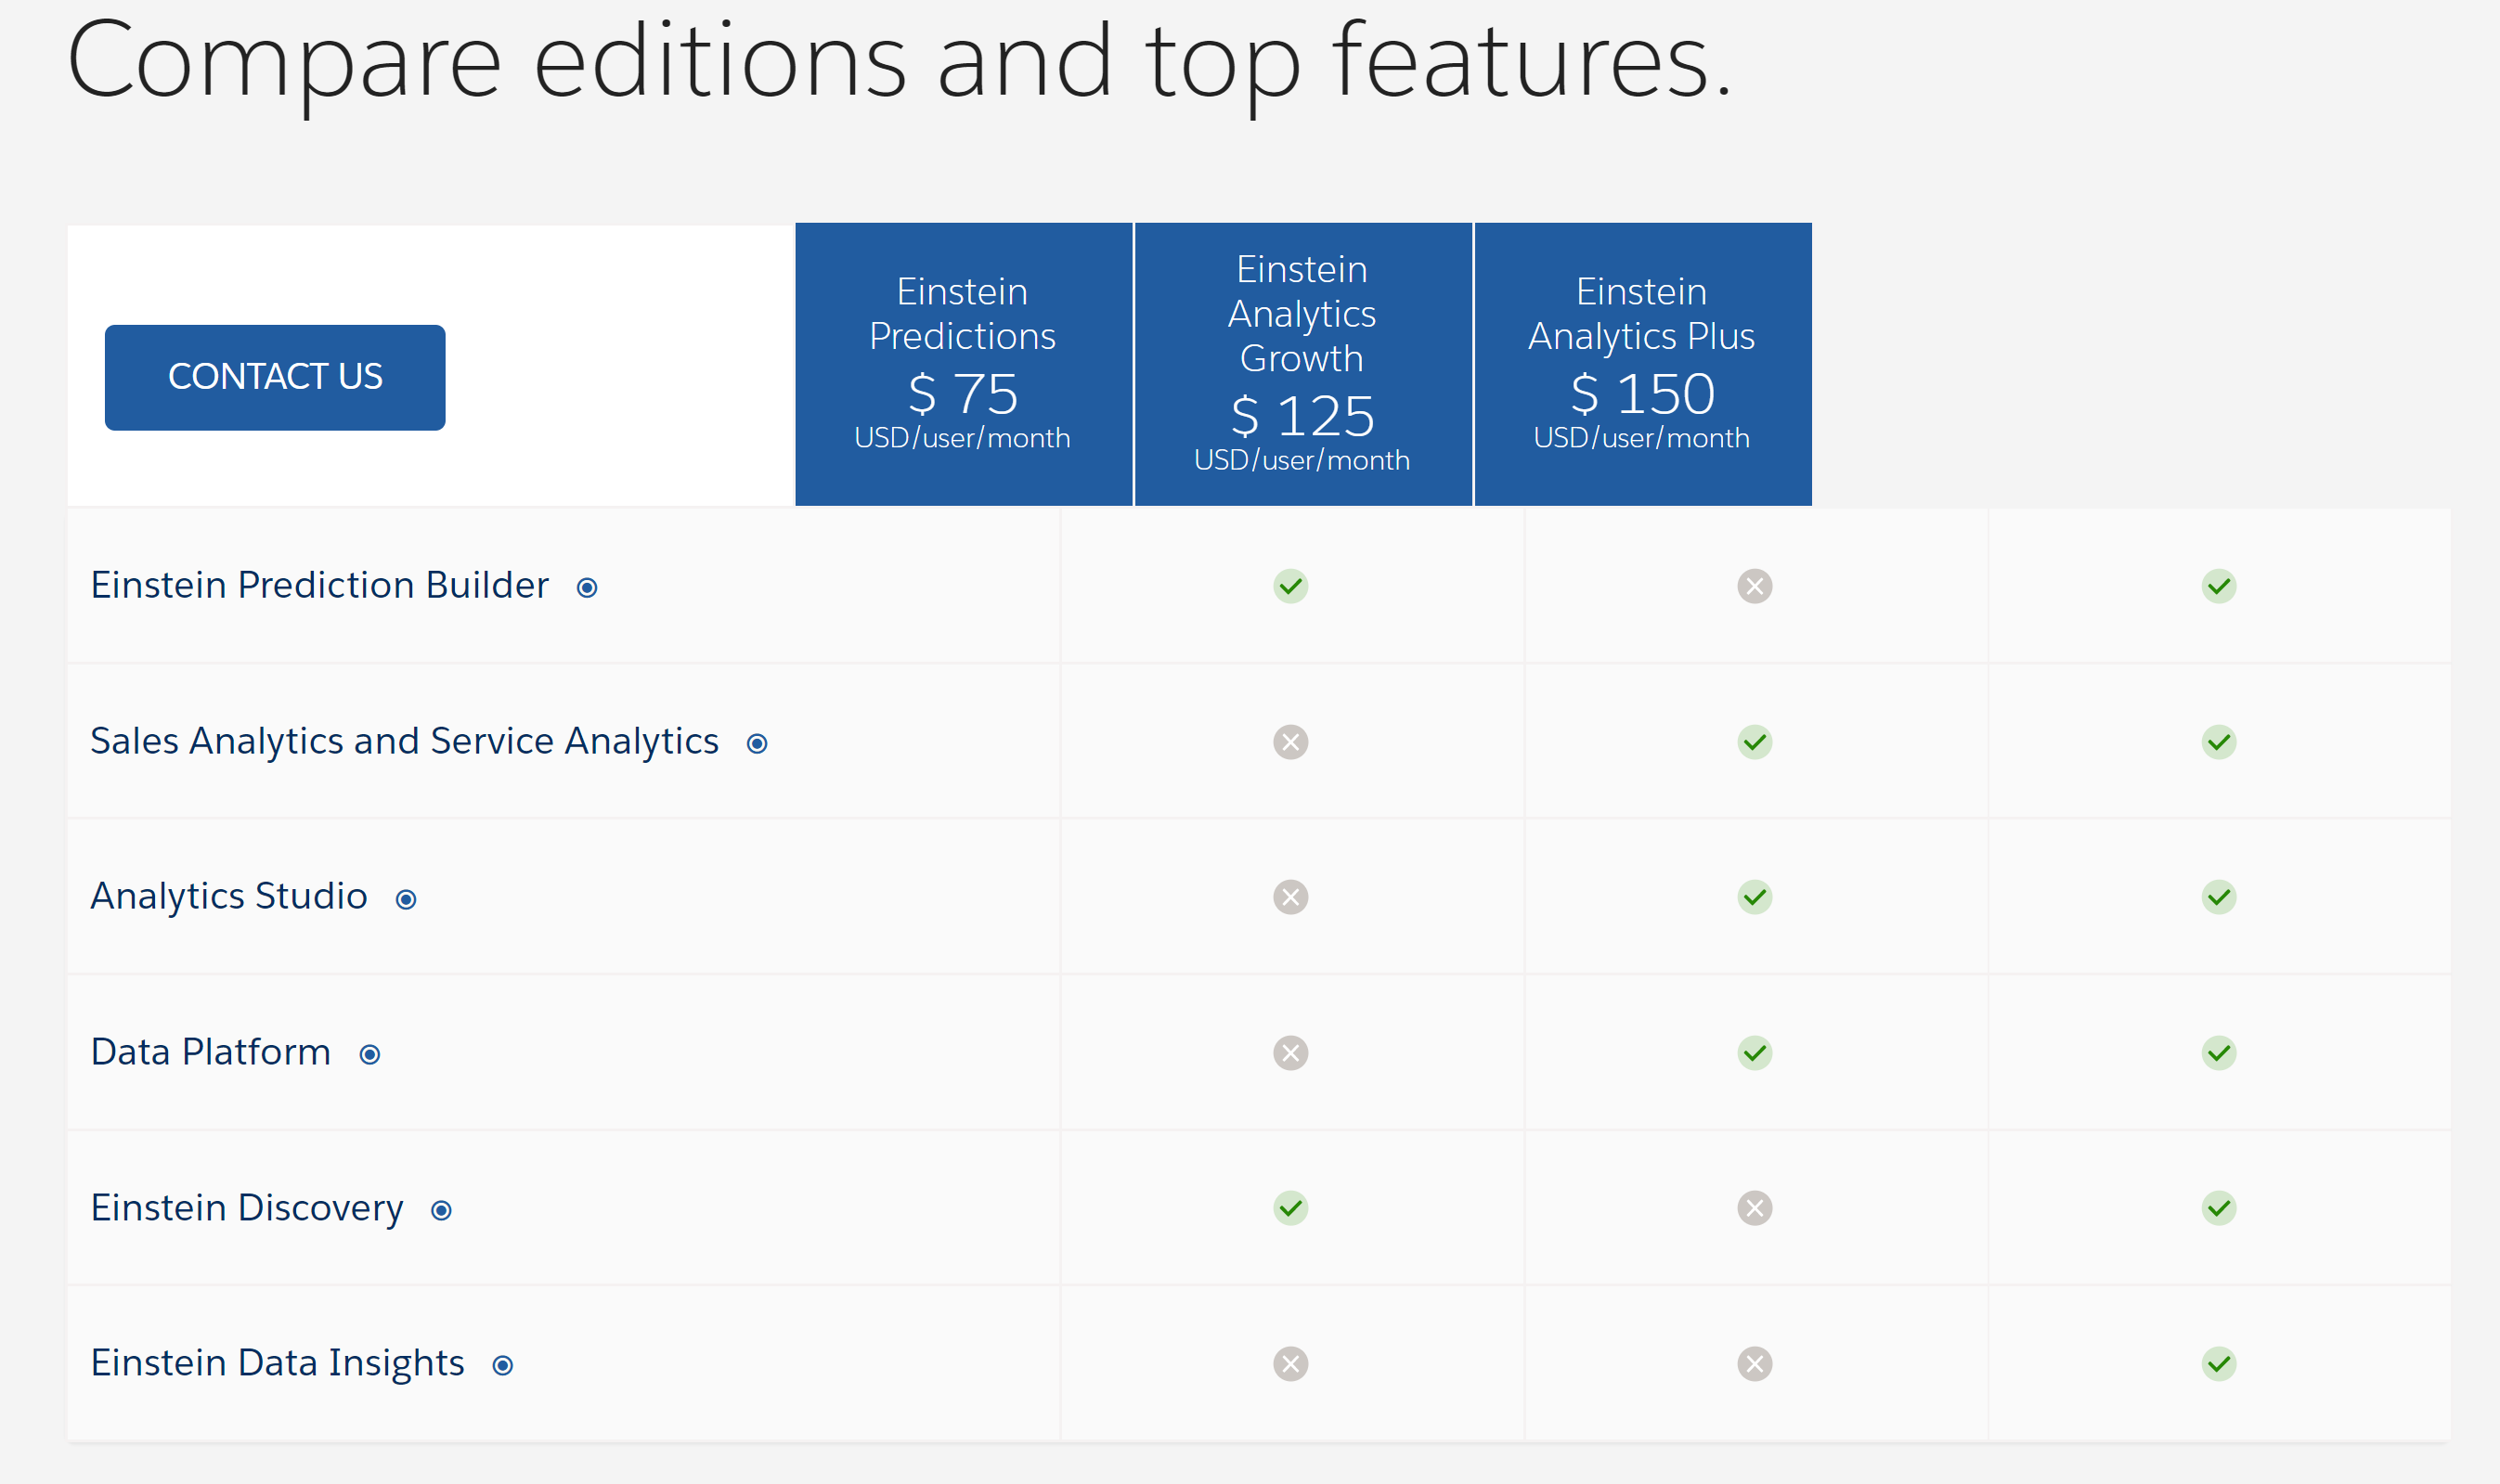 Compare editions and top features.
CONTACT US
Einstein
Predictions
$ 75
USD/user/month
Einstein
Analytics
Growth
$ 125
USD/user/month
Einstein
Analytics Plus
$ 150
USD/user/month
Einstein Prediction Builder
Sales Analytics and Service Analytics
Analytics Studio
Data Platform
Einstein Discovery
Einstein Data Insights